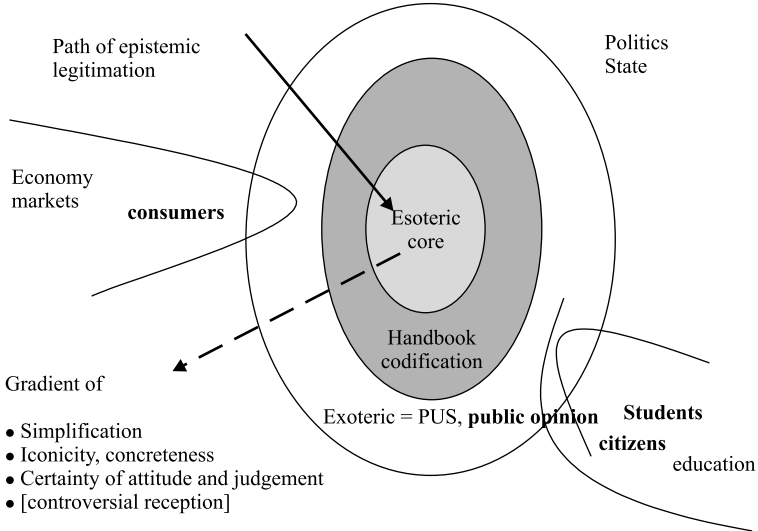 Path of epistemic
legitimation
Politics
State
Economy
markets
consumers
Esoteric
core
Handbook
codification
Exoteric = PUS, public opinion
Students
citizens
education
Gradient of
● Simplification
● Iconicity, concreteness
● Certainty of attitude and judgement
● [controversial reception]